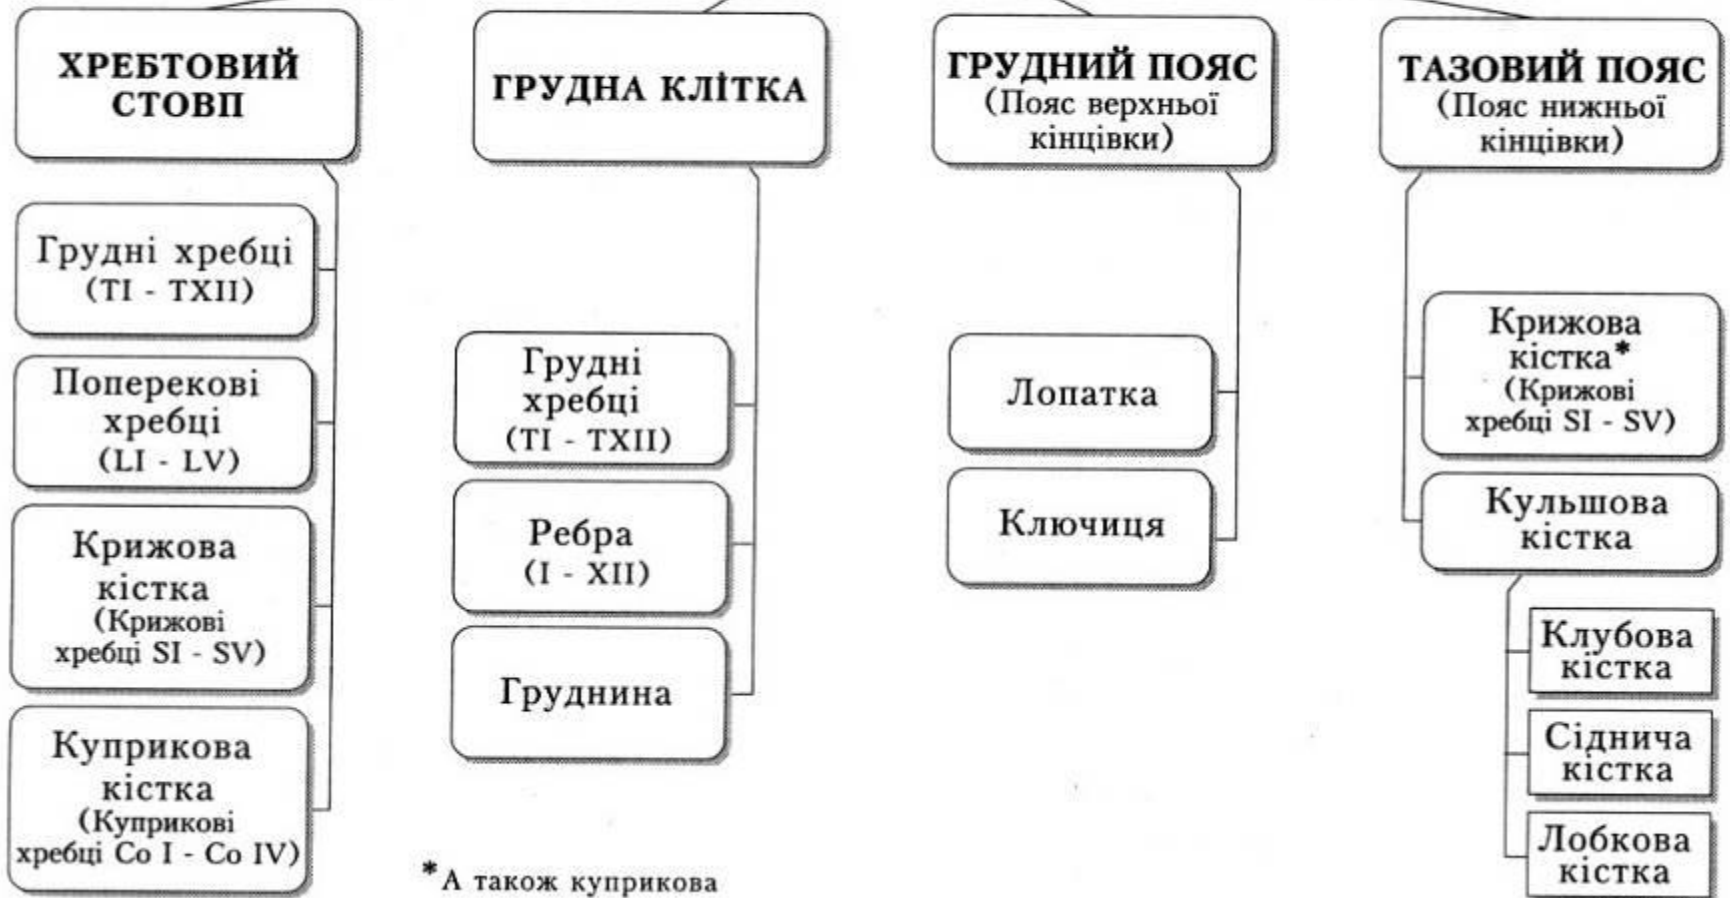 ХРЕБТОВИЙ
СТОВП
Грудні хребці
(TI - TXII)
Поперекові
хребці
(LI - LV)
Крижова
кістка
(Крижові
хребці SI - SV)
Куприкова
кістка
(Куприкові
хребці Co I - Co IV)
ГРУДНА КЛІТКА
Грудні
хребці
(TI - TXII)
Ребра
(I - XII)
Груднина
ГРУДНИЙ ПОЯС
(Пояс верхньої
кінцівки)
Лопатка
Ключиця
ТАЗОВИЙ ПОЯС
(Пояс нижньої
кінцівки)
Крижова
кістка*
(Крижові
хребці SI - SV)
Кульшова
кістка
Клубова
кістка
Сіднича
кістка
Лобкова
кістка
*А також куприкова